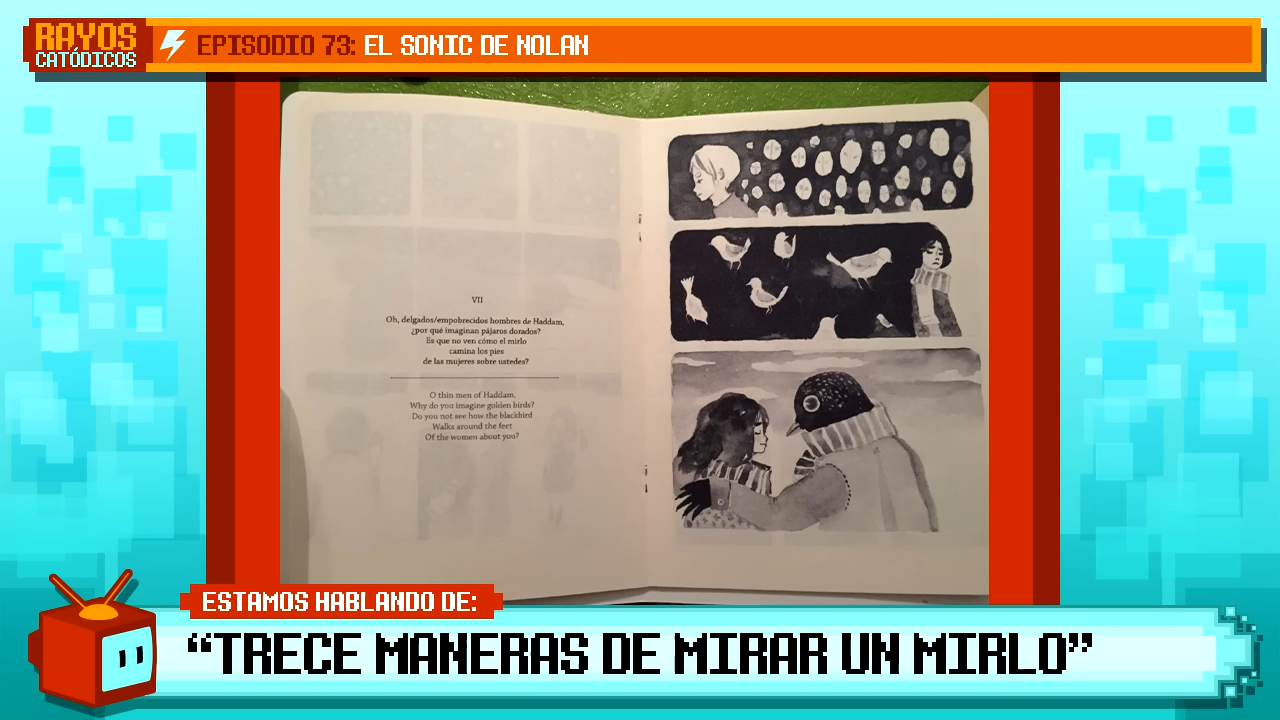 RAYOS
CATÓDICOS
EPISODIO 73: EL SONIC DE NOLAN
VII
Oh, delgados/empobrecidos hombres de Haddam,
¿por qué imaginan pájaros dorados?
Es que no ven cómo el mirlo
camina los pies
de las mujeres sobre ustedes?
O thin men of Haddam,
Why do you imagine golden birds?
Do you not see how the blackbird
Walks around the feet
Of the women about you?
ESTAMOS HABLANDO DE:
“TRECE MANERAS DE MIRAR UN MIRLO”